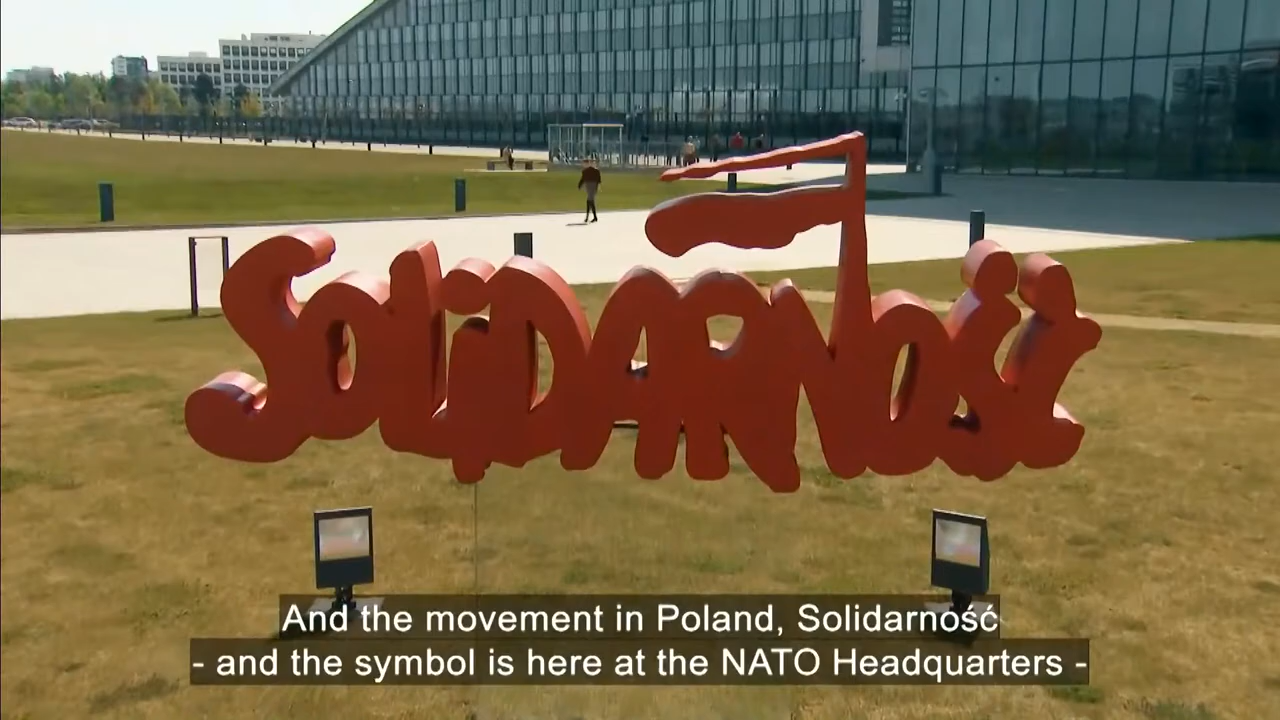 SOLiDARNOŚĆ
And the movement in Poland, Solidarność
- and the symbol is here at the NATO Headquarters -